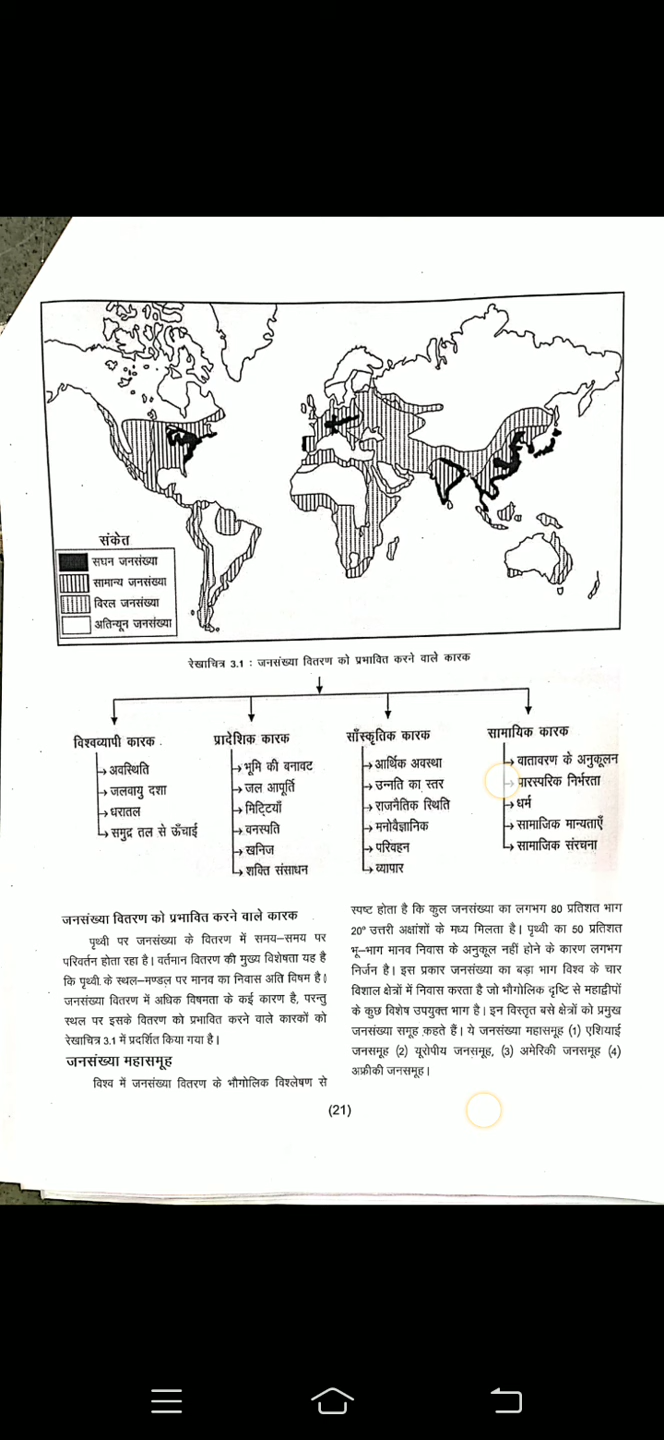 संकेत
सघन जनसंख्या
सामान्य जनसंख्या
विरल जनसंख्या
अतिन्यून जनसंख्या
रेखाचित्र 3.1 : जनसंख्या वितरण को प्रभावित करने वाले कारक
विश्वव्यापी कारक
अवस्थिति
जलवायु दशा
धरातल
समुद्र तल से ऊँचाई
प्रादेशिक कारक
भूमि की बनावट
जल आपूर्ति
मिट्टियाँ
वनस्पति
खनिज
शक्ति संसाधन
साँस्कृतिक कारक
आर्थिक अवस्था
उन्नति का स्तर
राजनैतिक स्थिति
मनोवैज्ञानिक
परिवहन
व्यापार
सामायिक कारक
वातावरण के अनुकूलन
पारस्परिक निर्भरता
धर्म
सामाजिक मान्यताएँ
सामाजिक संरचना
जनसंख्या वितरण को प्रभावित करने वाले कारक
पृथ्वी पर जनसंख्या के वितरण में समय–समय पर
परिवर्तन होता रहा है। वर्तमान वितरण की मुख्य विशेषता यह है
कि पृथ्वी के स्थल–मण्डल पर मानव का निवास अति विषम है।
जनसंख्या वितरण में अधिक विषमता के कई कारण है, परन्तु
स्थल पर इसके वितरण को प्रभावित करने वाले कारकों को
रेखाचित्र 3.1 में प्रदर्शित किया गया है।
जनसंख्या महासमूह
विश्व में जनसंख्या वितरण के भौगोलिक विश्लेषण से
स्पष्ट होता है कि कुल जनसंख्या का लगभग 80 प्रतिशत भाग
20° उत्तरी अक्षांशों के मध्य मिलता है। पृथ्वी का 50 प्रतिशत
भू–भाग मानव निवास के अनुकूल नहीं होने के कारण लगभग
निर्जन है। इस प्रकार जनसंख्या का बड़ा भाग विश्व के चार
विशाल क्षेत्रों में निवास करता है जो भौगोलिक दृष्टि से महाद्वीपों
के कुछ विशेष उपयुक्त भाग है। इन विस्तृत बसे क्षेत्रों को प्रमुख
जनसंख्या समूह कहते हैं। ये जनसंख्या महासमूह (1) एशियाई
जनसमूह (2) यूरोपीय जनसमूह, (3) अमेरिकी जनसमूह (4)
अफ्रीकी जनसमूह।
(21)